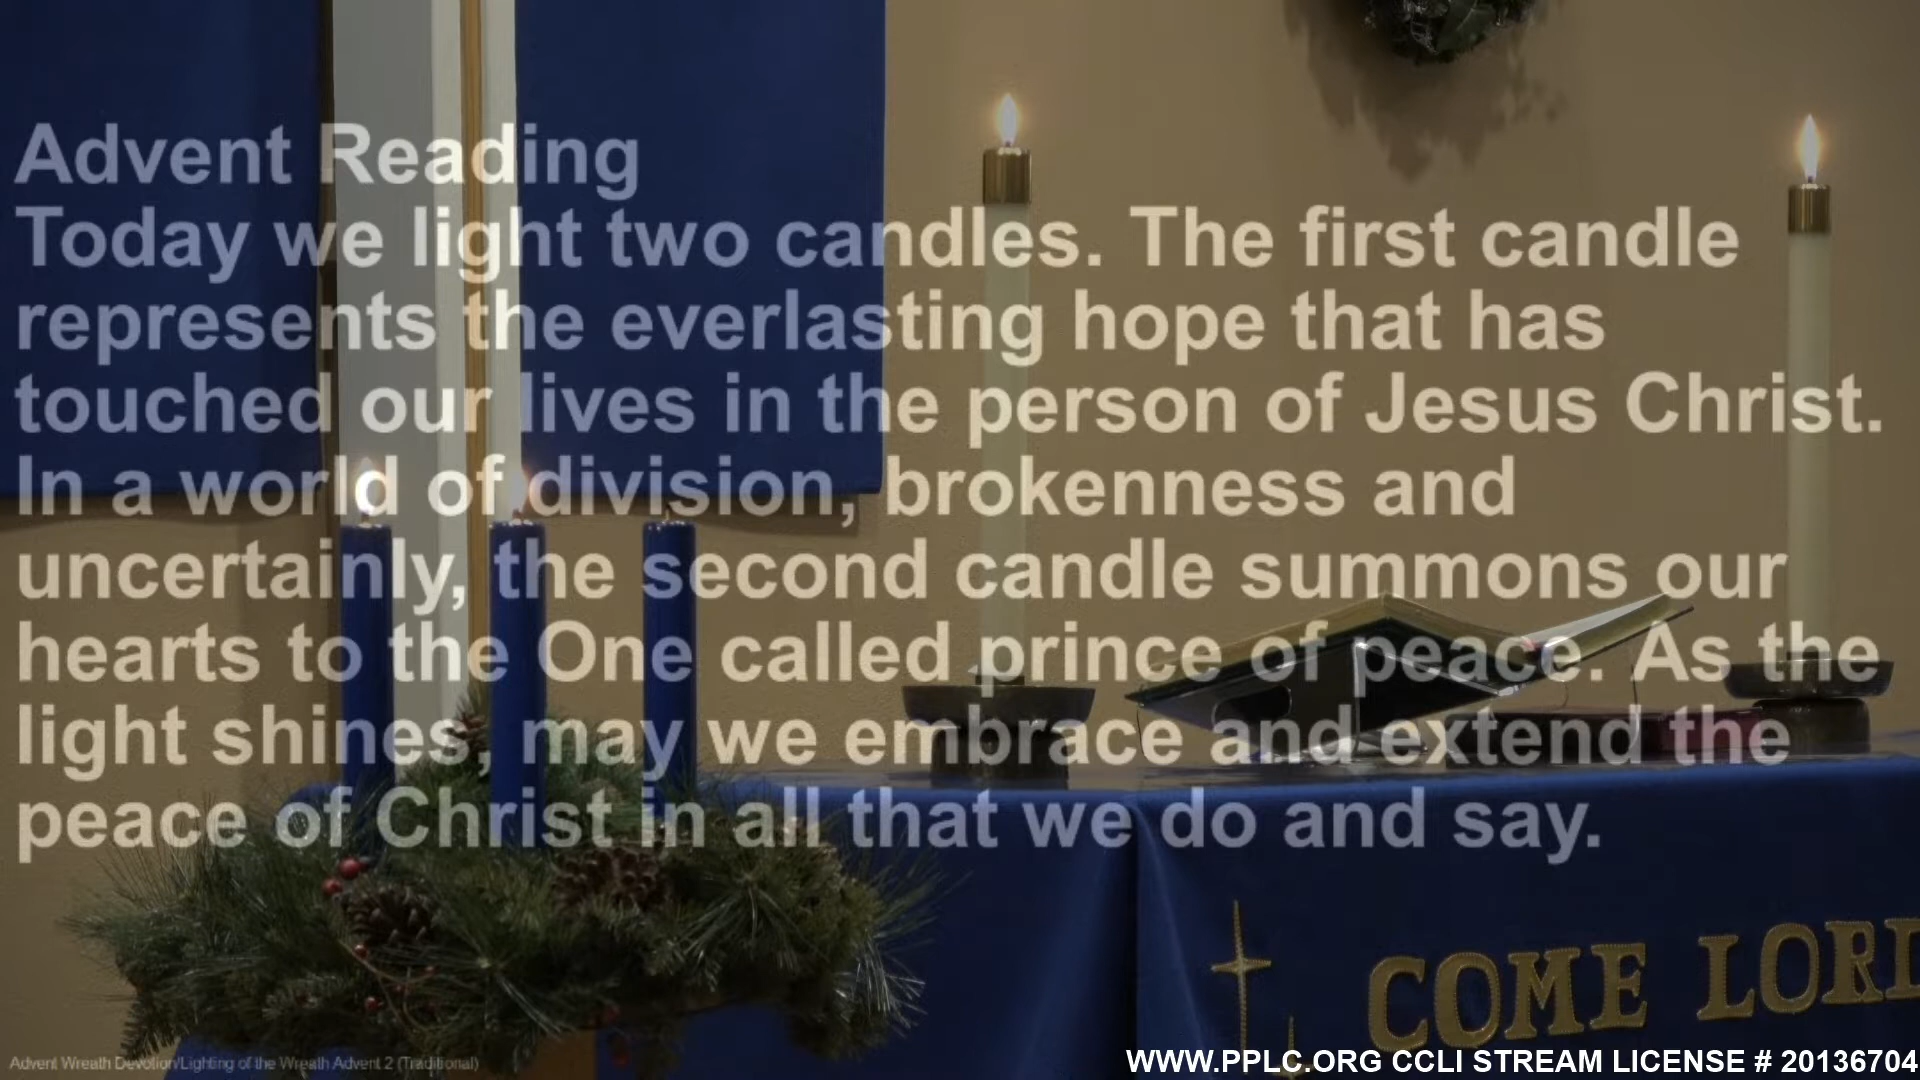 Advent Reading
Today we light two candles. The first candle
represents the everlasting hope that has
touched our lives in the person of Jesus Christ.
In a world of division, brokenness and
uncertainly, the second candle summons our
hearts to the One called prince of peace. As the
light shines, may we embrace and extend the
peace of Christ in all that we do and say.
COME LORD
Advent Wreath Devotion/Lighting of the Wreath Advent 2 (Traditional)
WWW.PPLC.ORG CCLI STREAM LICENSE # 20136704